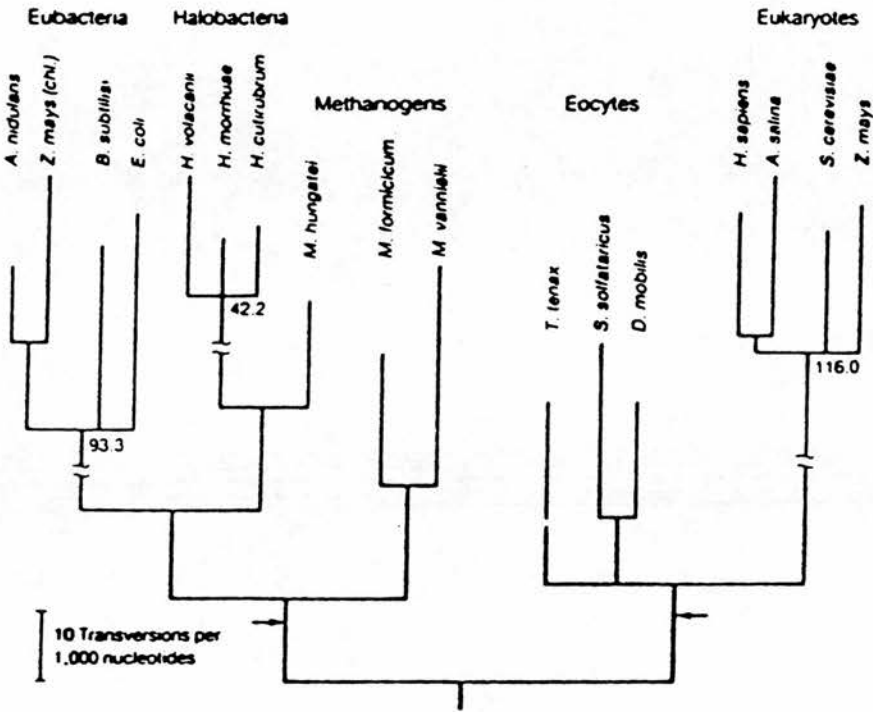 Eubacteria
Halobacteria
Eukaryotes
Methanogens
Eocytes
A. nidulans
Z. mays (chl.)
B. subtilis
E. coli
H. volacanii
H. morrhuae
H. cutirubrum
M. hungatei
M. formicicum
M. vannielii
T. tenax
S. solfataricus
D. mobilis
H. sapiens
A. salina
S. cerevisiae
Z. mays
42.2
116.0
93.3
10 Transversions per
1,000 nucleotides